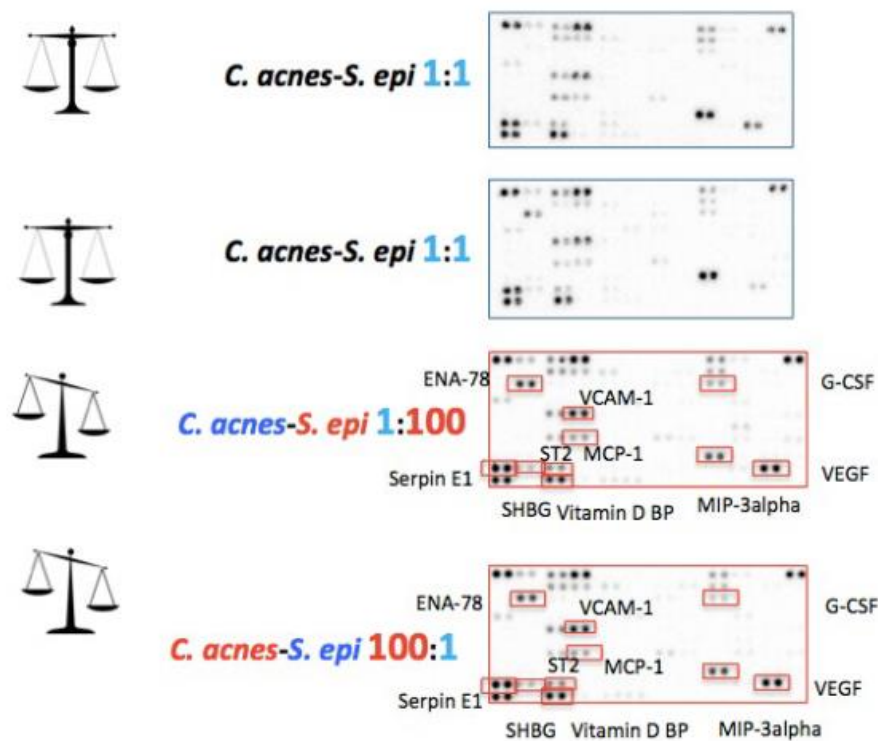 C. acnes-S. epi 1:1
C. acnes-S. epi 1:1
ENA-78
G-CSF
VCAM-1
C. acnes-S. epi 1:100
ST2 MCP-1
Serpin E1
VEGF
SHBG Vitamin D BP MIP-3alpha
ENA-78
G-CSF
VCAM-1
C. acnes-S. epi 100:1
ST2 MCP-1
Serpin E1
VEGF
SHBG Vitamin D BP MIP-3alpha